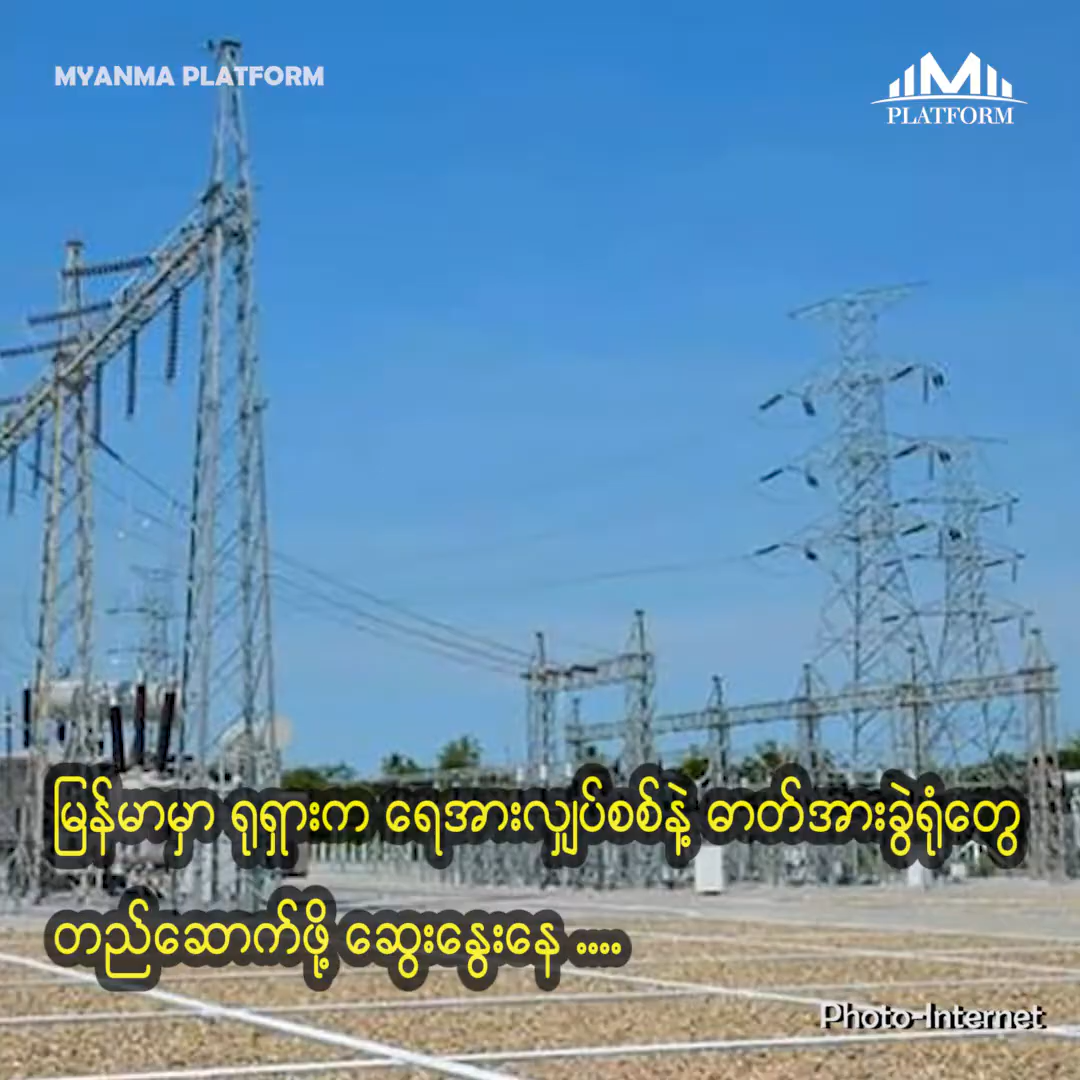 MYANMA PLATFORM
M
PLATFORM
မြန်မာမှာ ရုရှားက ရေအားလျှပ်စစ်နဲ့ ဓာတ်အားခွဲရုံတွေ
တည်ဆောက်ဖို့ ဆွေးနွေးနေ ....
Photo-Internet